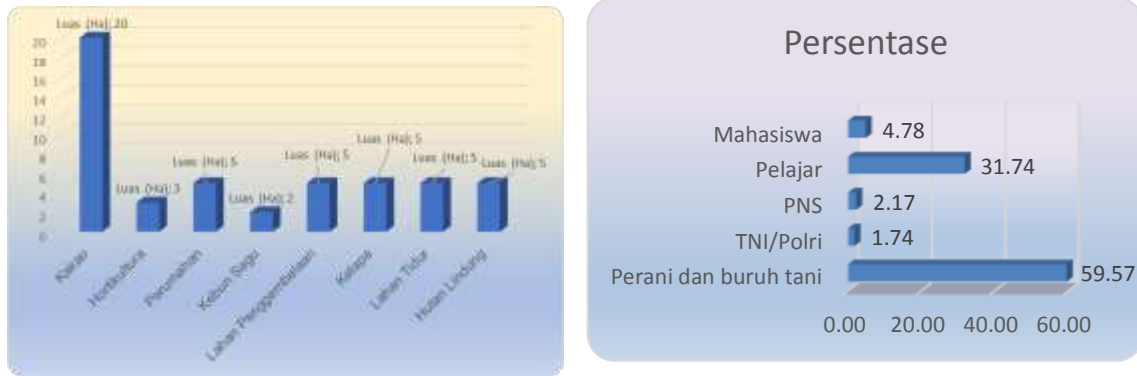 Luas (Ha); 20
20
18
16
14
12
10
8
6
4
2
0
Luas (Ha); 3
Luas (Ha); 5
Luas (Ha); 2
Luas (Ha); 5
Luas (Ha); 5
Luas (Ha); 5
Luas (Ha); 5
Hortikultura
Perumahan
Kebun Sagu
Lahan Penggembalaan
Kelapa
Lahan Tidur
Hutan Lindung
Persentase
Mahasiswa 4.78
Pelajar 31.74
PNS 2.17
TNI/Polri 1.74
Perani dan buruh tani 59.57
0.00 20.00 40.00 60.00